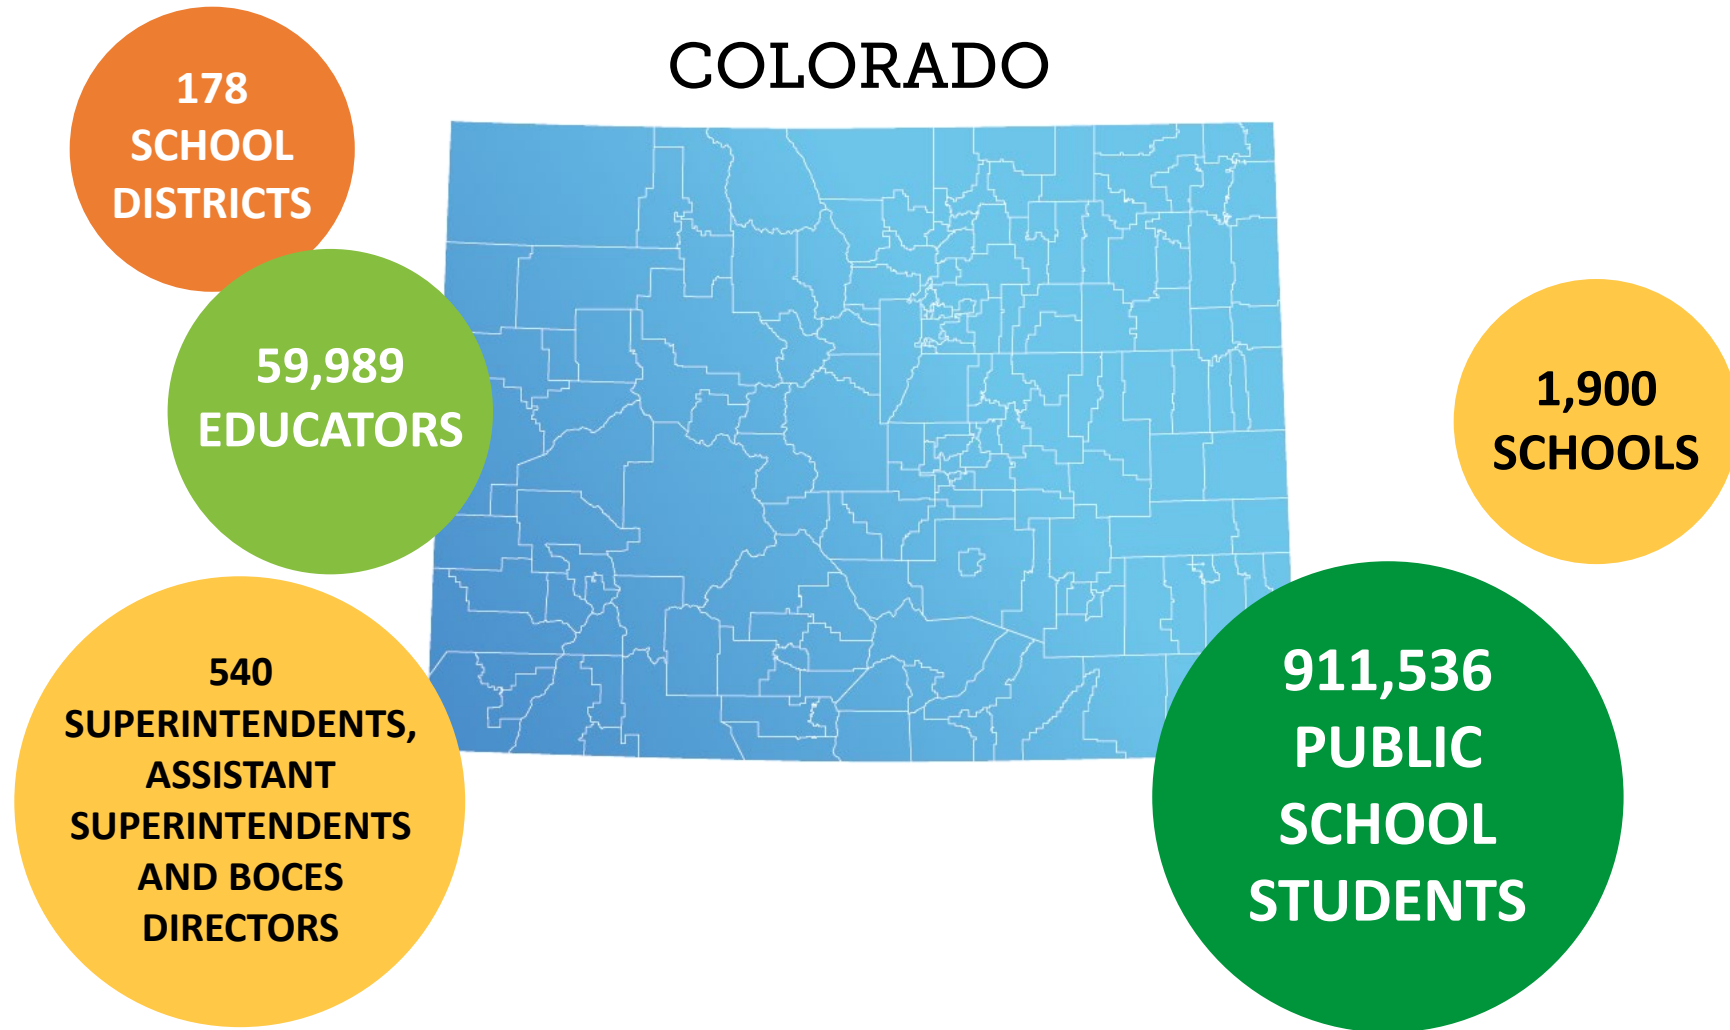 COLORADO
178
SCHOOL
DISTRICTS
59,989
EDUCATORS
540
SUPERINTENDENTS,
ASSISTANT
SUPERINTENDENTS
AND BOCES
DIRECTORS
1,900
SCHOOLS
911,536
PUBLIC
SCHOOL
STUDENTS